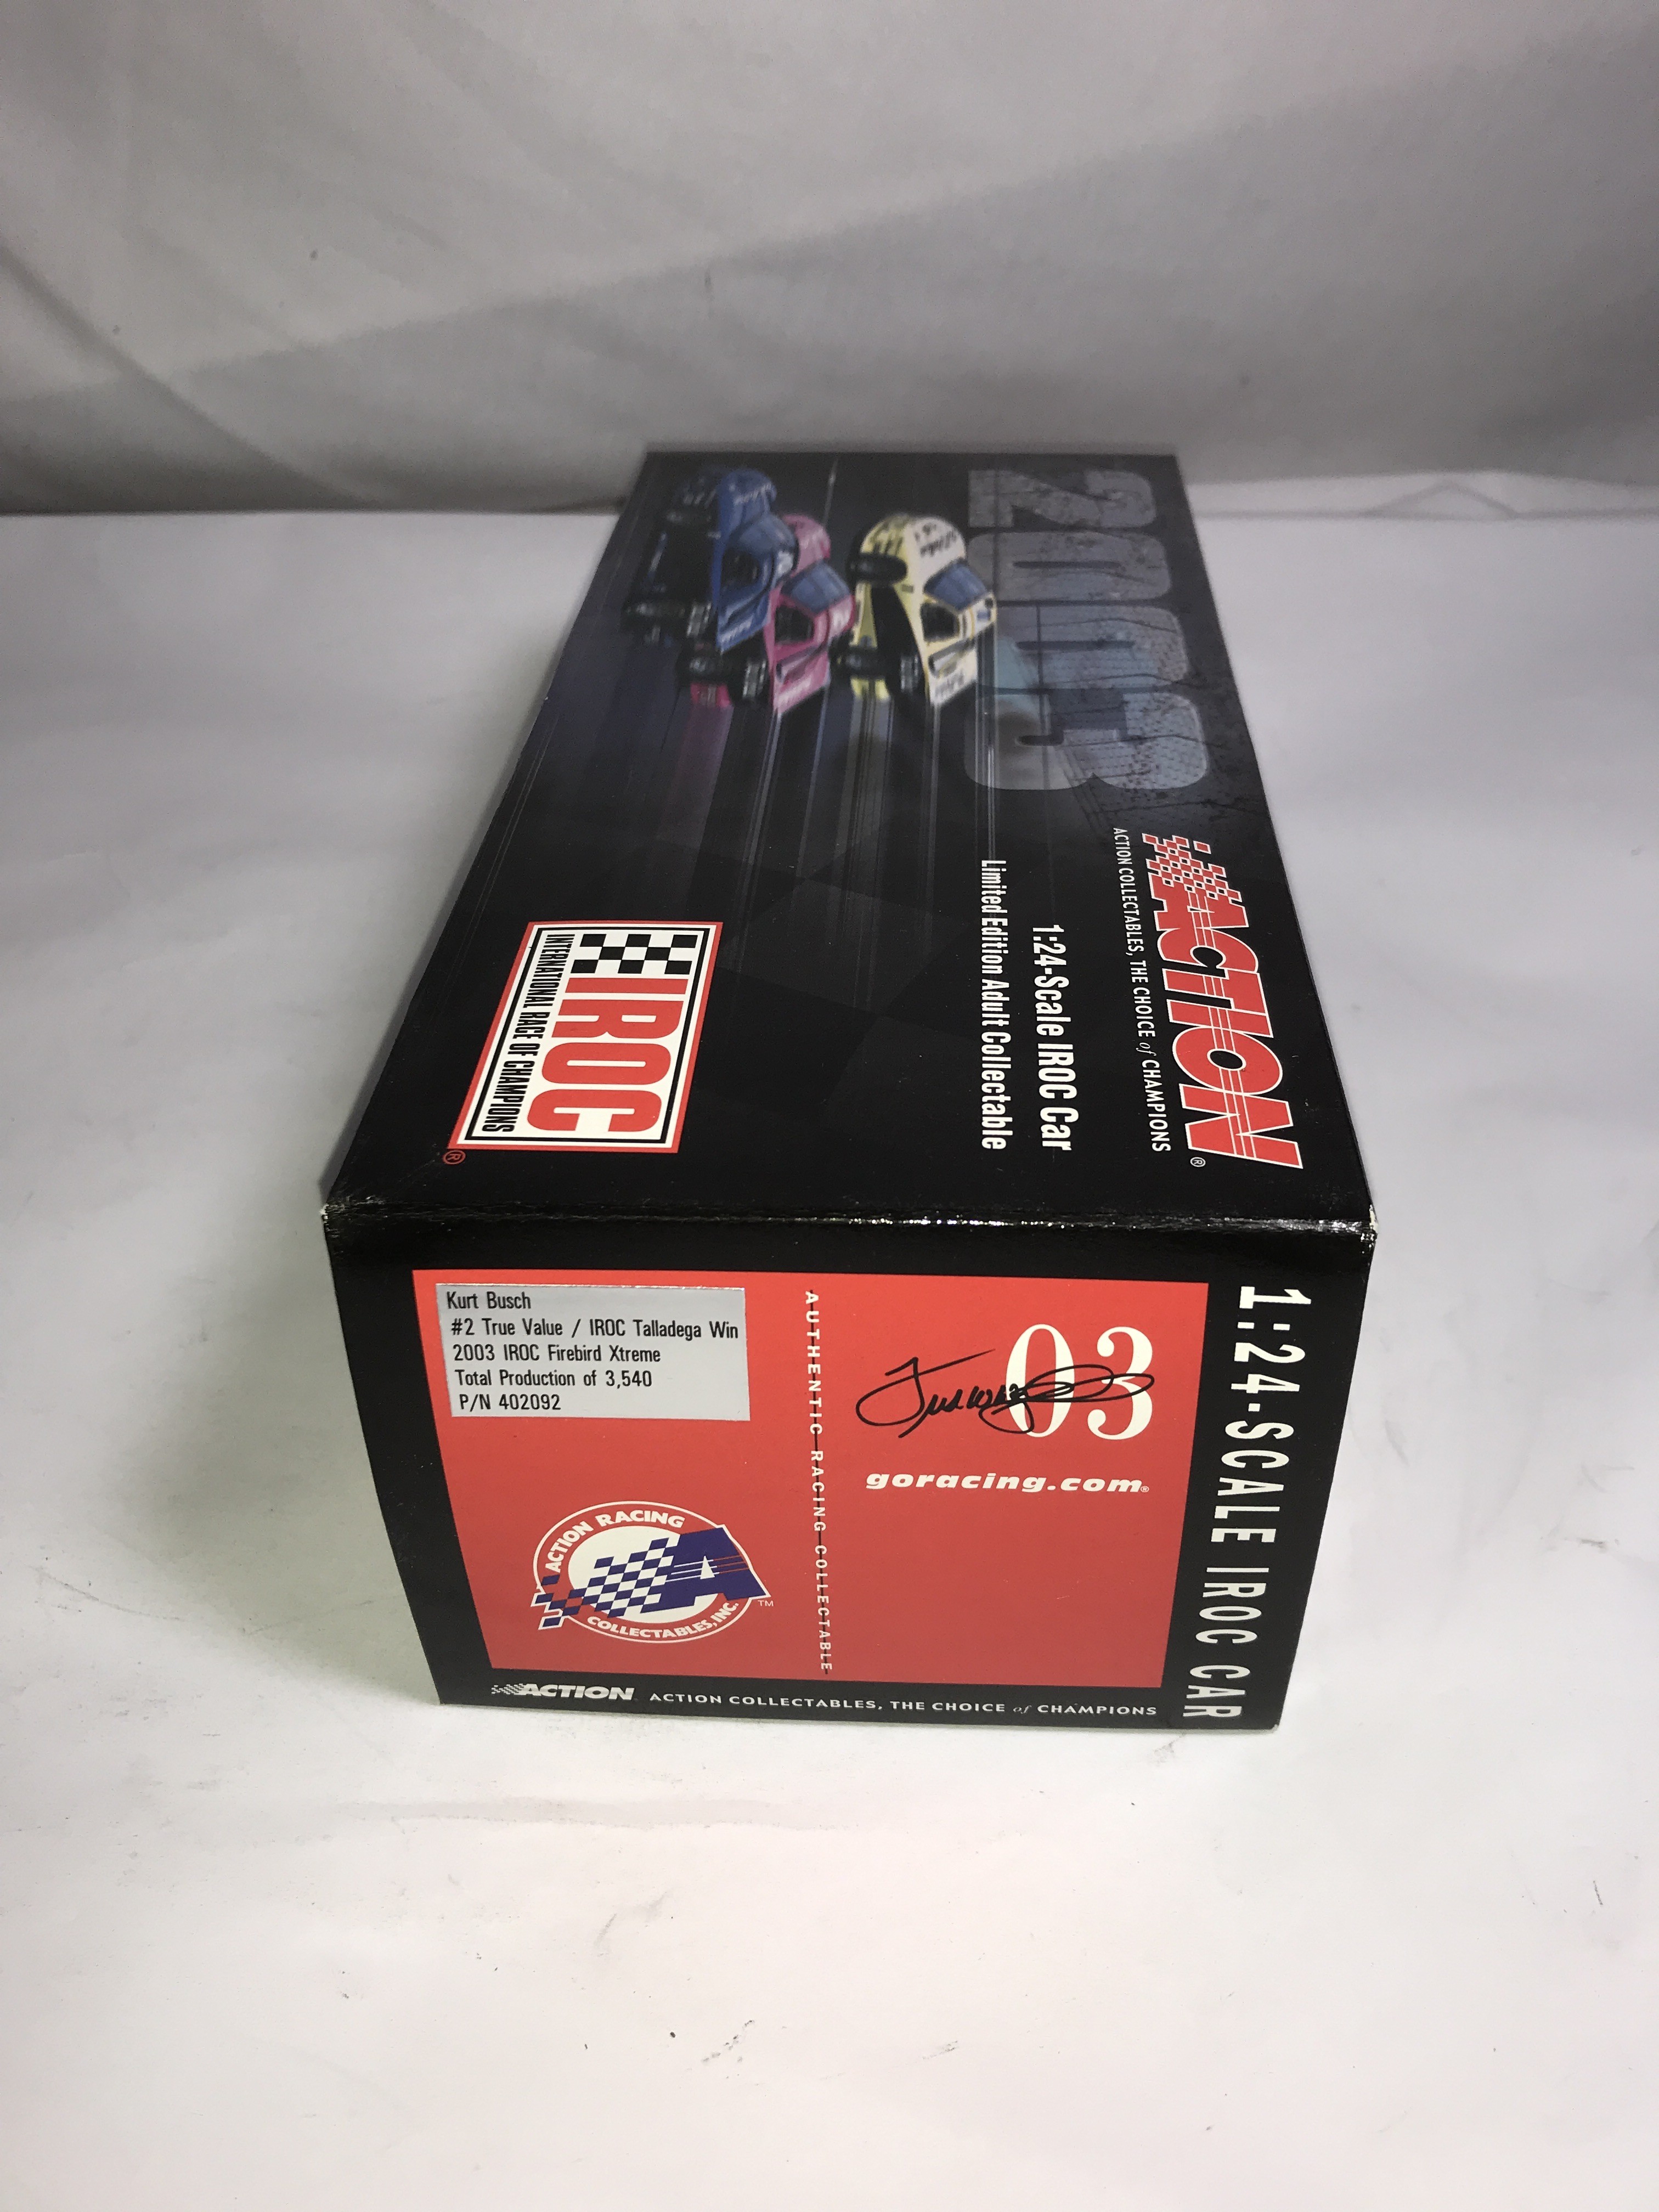 2003
ACTION®
ACTION COLLECTABLES, THE CHOICE of CHAMPIONS
1:24-Scale IROC Car
Limited Edition Adult Collectable
IROC
INTERNATIONAL RACE OF CHAMPIONS
®
1:24-SCALE IROC CAR
Kurt Busch
#2 True Value / IROC Talladega Win
2003 IROC Firebird Xtreme
Total Production of 3,540
P/N 402092
AUTHENTIC RACING COLLECTABLE
03
goracing.com®
ACTION RACING
A
COLLECTABLES, INC.
TM
ACTION ACTION COLLECTABLES, THE CHOICE of CHAMPIONS